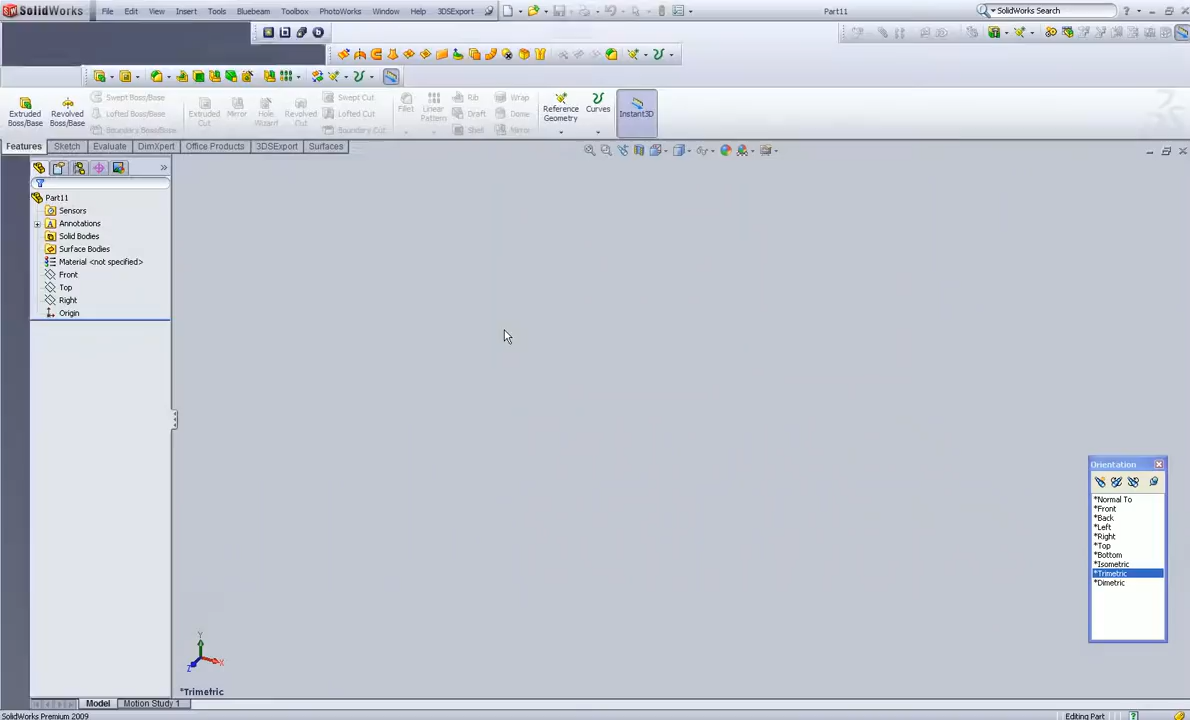 SolidWorks File Edit View Insert Tools Bluebeam Toolbox PhotoWorks Window Help 3DSExport Part11 SolidWorks Search
Extruded Boss/Base
Revolved Boss/Base
Swept Boss/Base
Lofted Boss/Base
Boundary Boss/Base
Extruded Cut
Mirror
Hole Wizard
Revolved Cut
Swept Cut
Lofted Cut
Boundary Cut
Fillet
Linear Pattern
Rib
Draft
Shell
Wrap
Dome
Mirror
Reference Geometry
Curves
Instant3D
Features Sketch Evaluate DimXpert Office Products 3DSExport Surfaces
Part11
Sensors
Annotations
Solid Bodies
Surface Bodies
Material <not specified>
Front
Top
Right
Origin
Orientation
*Normal To
*Front
*Back
*Left
*Right
*Top
*Bottom
*Isometric
*Trimetric
*Dimetric
Y
X
Z
*Trimetric
Model Motion Study 1
SolidWorks Premium 2009 Editing Part